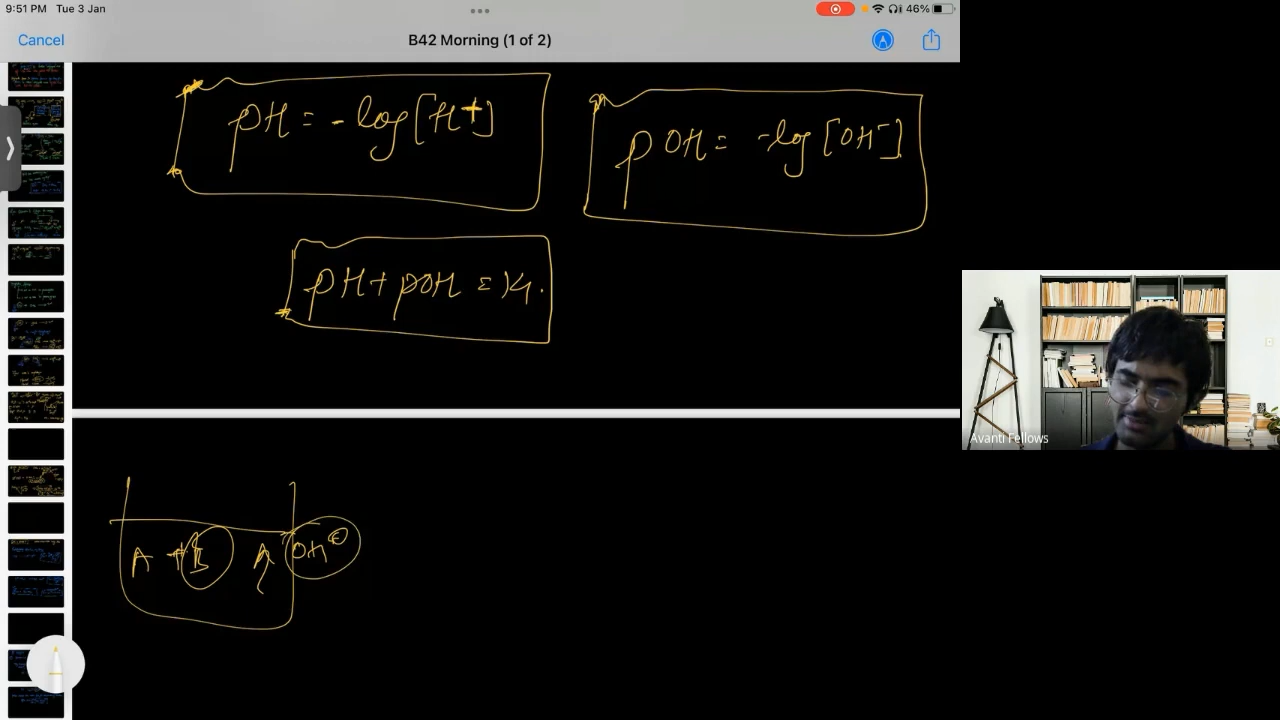 9:51 PM Tue 3 Jan
46%
Cancel
B42 Morning (1 of 2)
pH = -log[H+]
pOH = -log[OH-]
pH + pOH = 14.
A + B
OH
Avanti Fellows